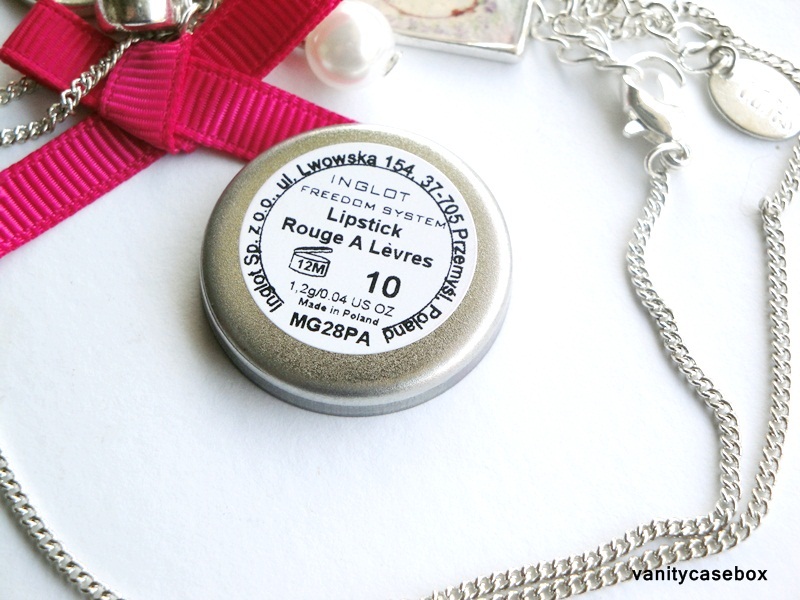 Inglot Sp. z o.o., ul. Lwowska 154, 37-705 Przemyśl, Poland
INGLOT
FREEDOM SYSTEM
Lipstick
Rouge A Lèvres
12M
10
1,2g/0.04 US OZ
Made in Poland
MG28PA
vanitycasebox